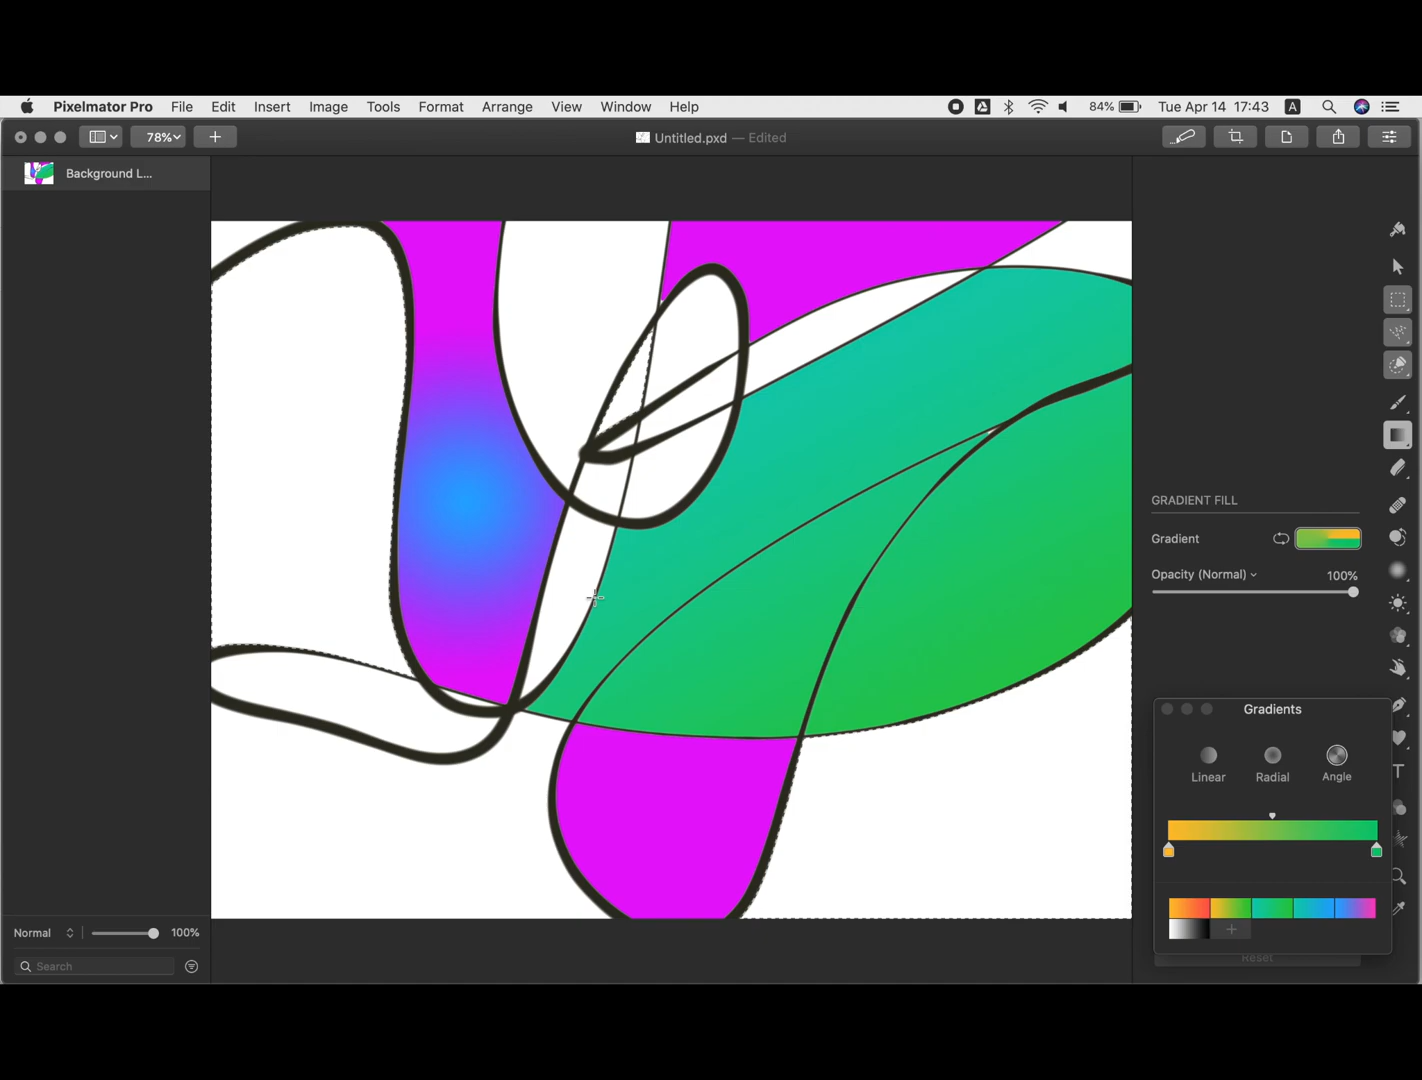 Pixelmator Pro File Edit Insert Image Tools Format Arrange View Window Help 84% Tue Apr 14 17:43 A
78% Untitled.pxd — Edited
Background L...
GRADIENT FILL
Gradient
Opacity (Normal) 100%
Gradients
Linear Radial Angle
T
Normal 100%
Search
Reset